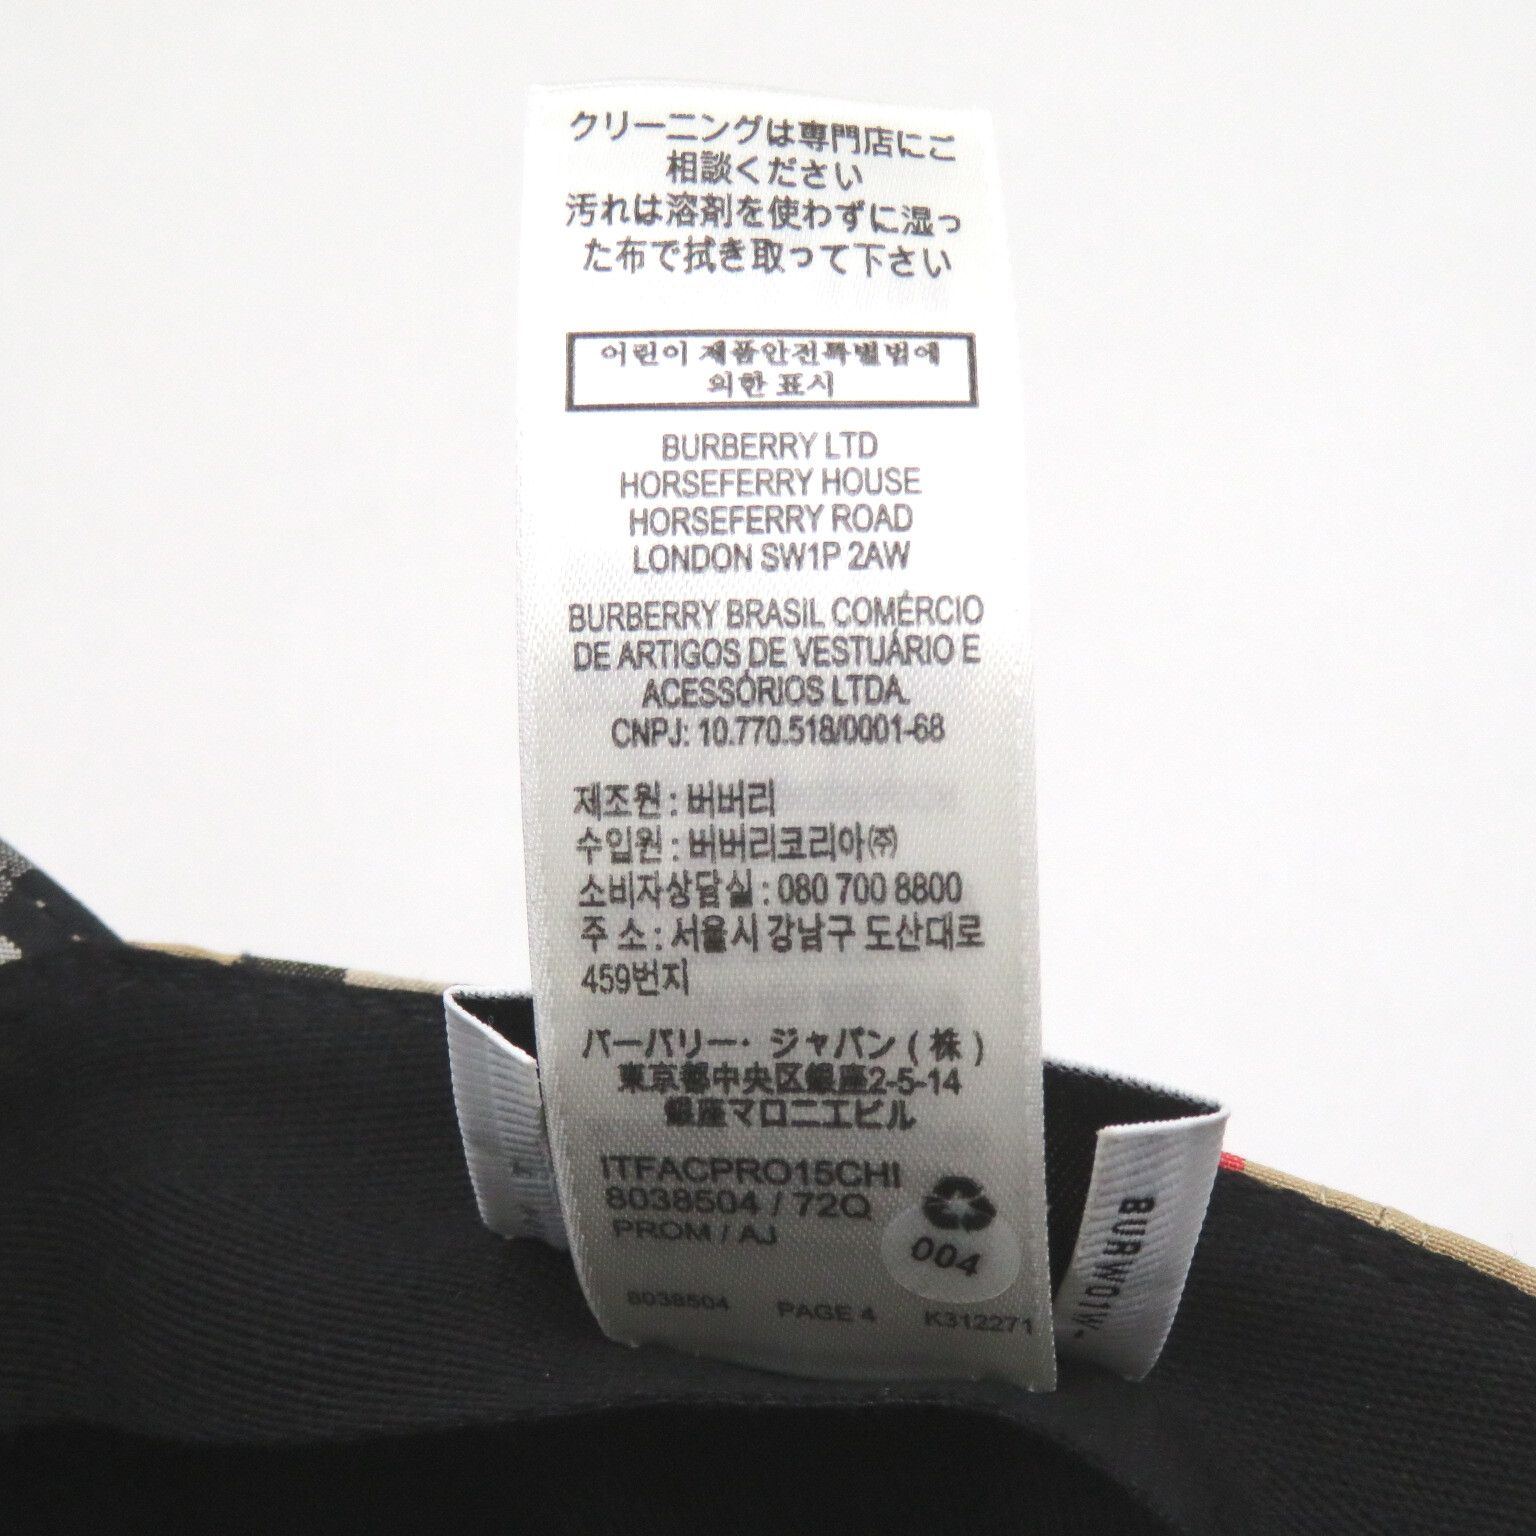 クリーニングは専門店にご
相談ください
汚れは溶剤を使わずに湿っ
た布で拭き取って下さい
어린이 제품안전특별법에
의한 표시
BURBERRY LTD
HORSEFERRY HOUSE
HORSEFERRY ROAD
LONDON SW1P 2AW
BURBERRY BRASIL COMÉRCIO
DE ARTIGOS DE VESTUÁRIO E
ACESSÓRIOS LTDA.
CNPJ: 10.770.518/0001-68
제조원 : 버버리
수입원 : 버버리코리아㈜
소비자상담실 : 080 700 8800
주 소 : 서울시 강남구 도산대로
459번지
バーバリー・ジャパン(株)
東京都中央区銀座2-5-14
銀座マロニエビル
ITFACPRO15CHI
8038504 / 72Q
PROM / AJ
004
8038504 PAGE 4 K312271
BURW01W.